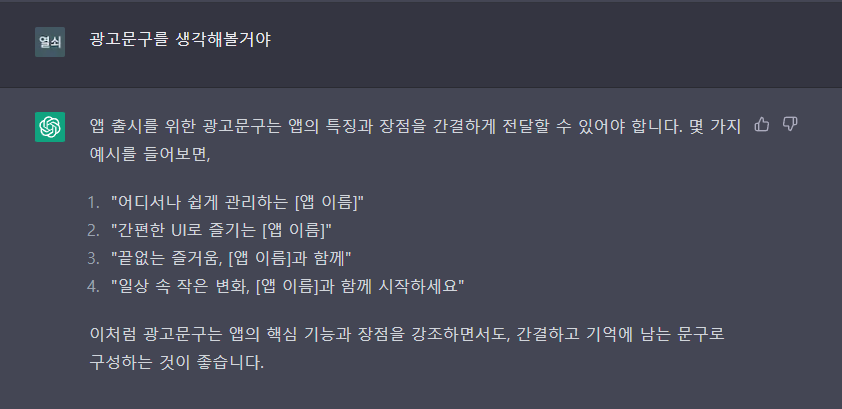 열쇠
광고문구를 생각해볼거야
앱 출시를 위한 광고문구는 앱의 특징과 장점을 간결하게 전달할 수 있어야 합니다. 몇 가지
예시를 들어보면,
1. "어디서나 쉽게 관리하는 [앱 이름]"
2. "간편한 UI로 즐기는 [앱 이름]"
3. "끝없는 즐거움, [앱 이름]과 함께"
4. "일상 속 작은 변화, [앱 이름]과 함께 시작하세요"
이처럼 광고문구는 앱의 핵심 기능과 장점을 강조하면서도, 간결하고 기억에 남는 문구로
구성하는 것이 좋습니다.